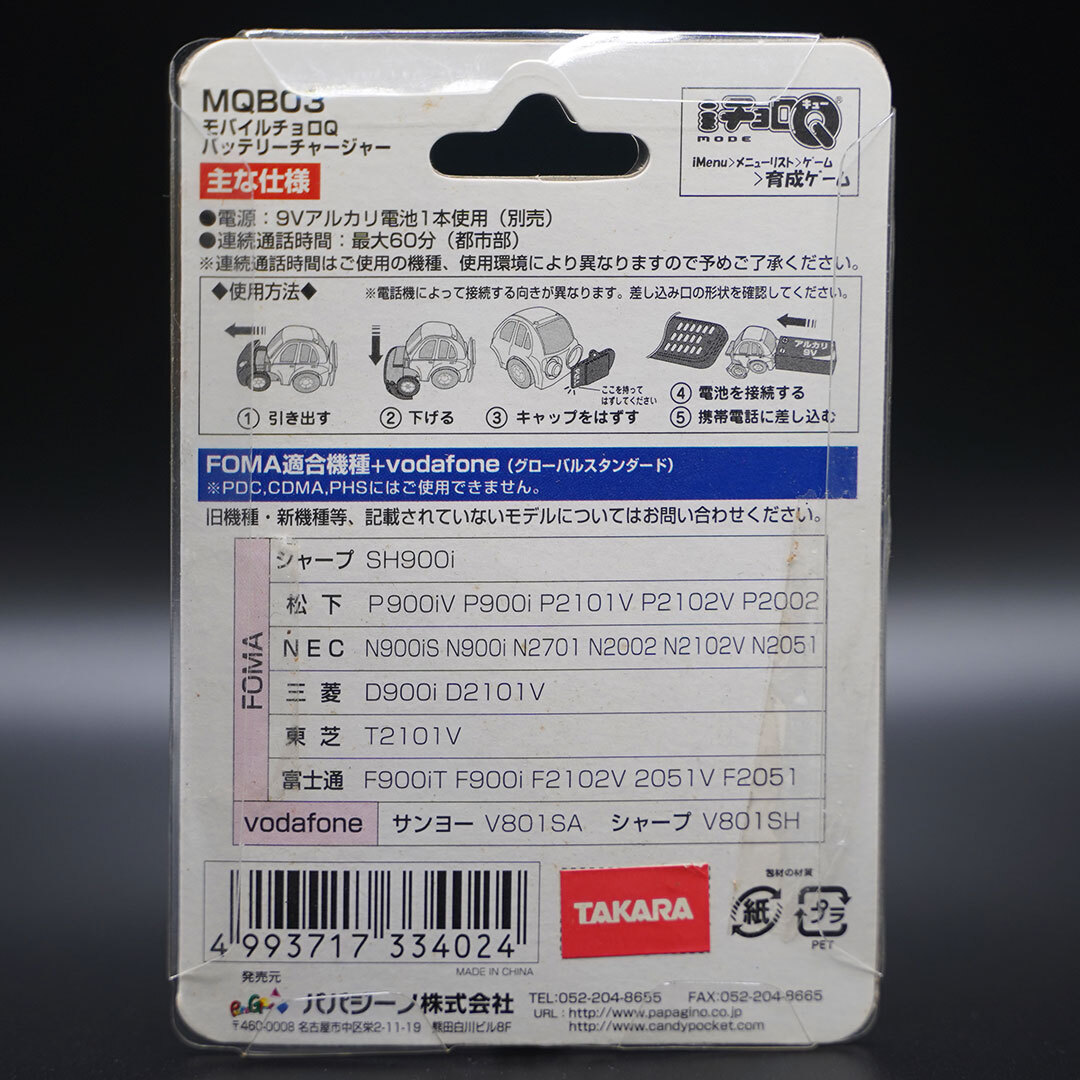 MQB03
モバイルチョロQ
バッテリーチャージャー
主な仕様
iチョロQ
キュー
MODE
iMenu>メニューリスト>ゲーム
>育成ゲーム
●電源：9Vアルカリ電池1本使用（別売）
●連続通話時間：最大60分（都市部）
※連続通話時間はご使用の機種、使用環境により異なりますので予めご了承ください。
◆使用方法◆ ※電話機によって接続する向きが異なります。差し込み口の形状を確認してください。
アルカリ
9V
ここを持って
はずしてください
① 引き出す ② 下げる ③ キャップをはずす
④ 電池を接続する
⑤ 携帯電話に差し込む
FOMA適合機種+vodafone（グローバルスタンダード）
※PDC,CDMA,PHSにはご使用できません。
旧機種・新機種等、記載されていないモデルについてはお問い合わせください。
FOMA
シャープ SH900i
松下 P900iV P900i P2101V P2102V P2002
NEC N900iS N900i N2701 N2002 N2102V N2051
三菱 D900i D2101V
東芝 T2101V
富士通 F900iT F900i F2102V 2051V F2051
vodafone サンヨー V801SA シャープ V801SH
4 993717 334024
MADE IN CHINA
TAKARA
包材の材質
紙 プラ
PET
発売元
パパジーノ株式会社
〒460-0008 名古屋市中区栄2-11-19 熊田白川ビル8F
TEL:052-204-8655 FAX:052-204-8665
URL：http://www.papagino.co.jp
http://www.candypocket.com